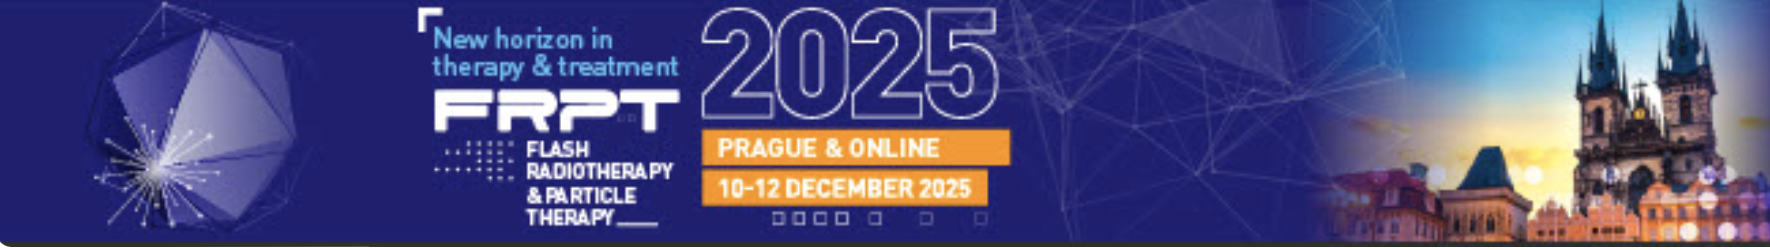 New horizon in
therapy & treatment
FRPT
FLASH
RADIOTHERAPY
& PARTICLE
THERAPY
2025
PRAGUE & ONLINE
10-12 DECEMBER 2025